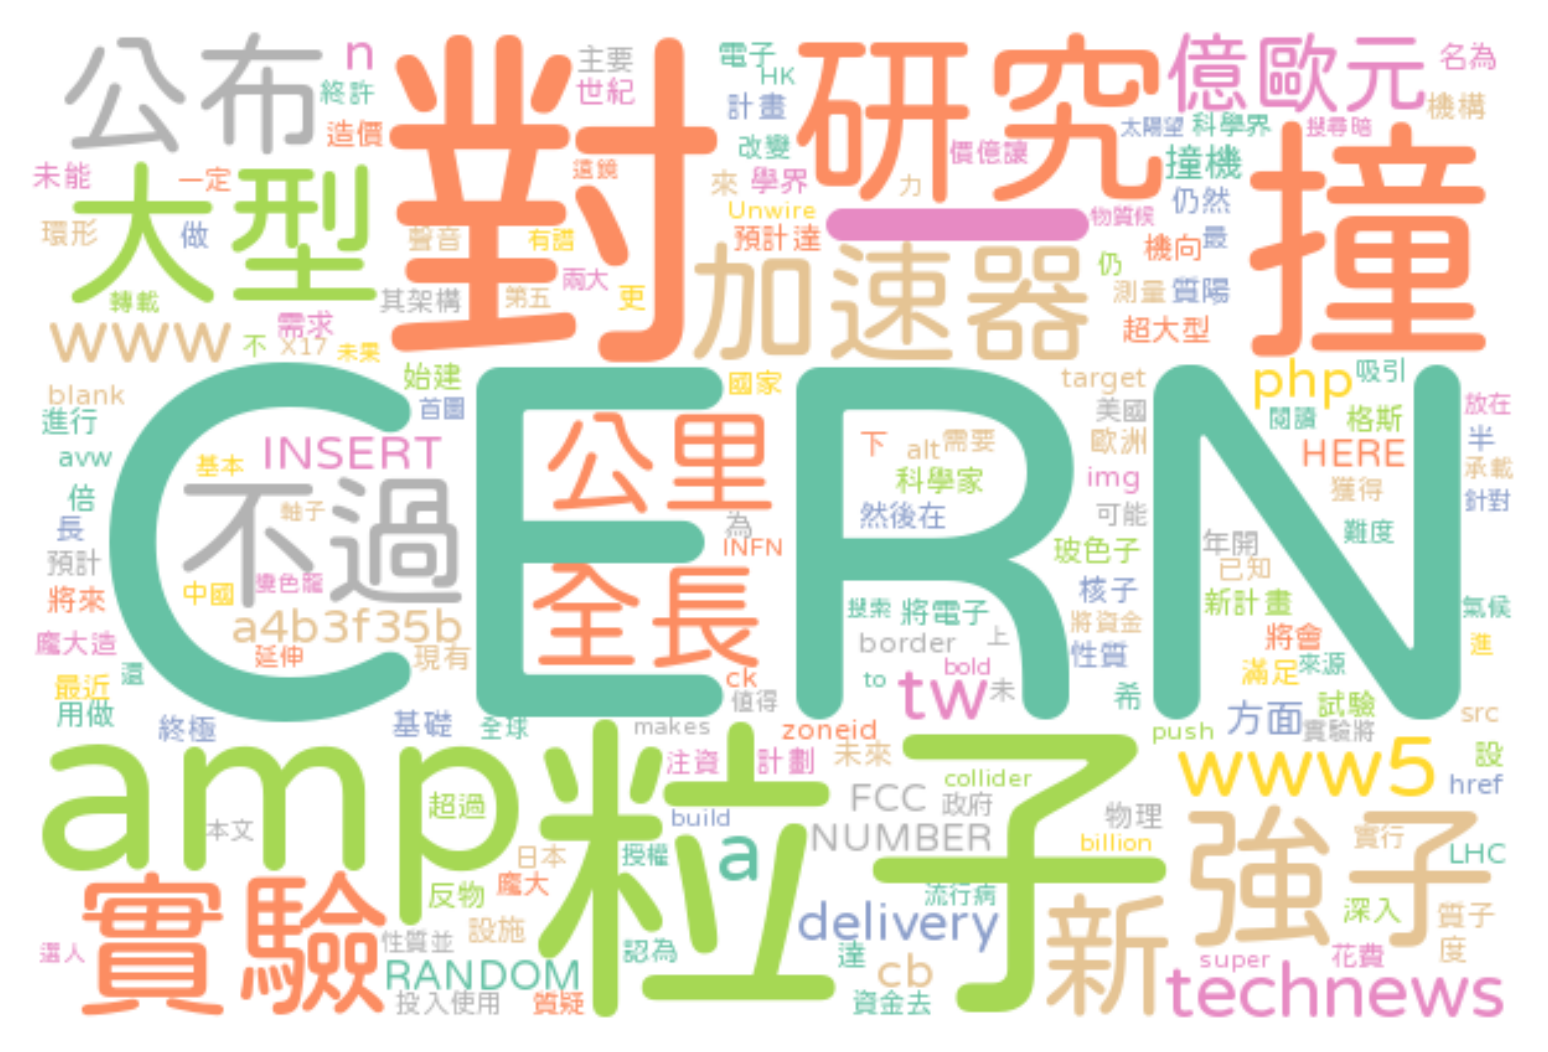 公布
n
終許
造價
對
主要
世紀
電子
HK
計畫
改變
來
學界
研究
價億讓
力
億歐元
名為
機構
太陽望
科學界
搜尋暗
撞機
撞
未能
一定
大型
環形
做
轉載
遠鏡
聲音
有譜
兩大
第五
更
其架構
Unwire
預計達
一
物質候
仍然
機向
最
仍
測量
質陽
超大型
加速器
www
不
需求
X17
未果
始建
首圖
blank
進行
avw
倍
長
預計
將來
龐大造
還
最近
用做
終極
CERN
INSERT
基本
不過
軸子
中國
變色龍
a4b3f35b
延伸
現有
基礎
全球
國家
公里
為
INFN
全長
ck
值得
makes
zoneid
下
alt
需要
科學家
然後在
搜索
將電子
border
上
bold
to
tw
未
target
美國
歐洲
img
可能
玻色子
核子
將資金
性質
希
push
php
吸引
閱讀
格斯
HERE
獲得
難度
年開
已知
新計畫
將會
滿足
來源
試驗
方面
實驗將
放在
半
承載
針對
氣候
進
src
設
href
amp
超過
本文
反物
日本
龐大
粒子
注資
計劃
未來
build
授權
a
FCC
collider
政府
NUMBER
物理
billion
www5
強子
實行
LHC
實驗
選人
性質並
設施
RANDOM
投入使用
質疑
認為
delivery
流行病
達
cb
資金去
新
深入
質子
度
super
花費
technews